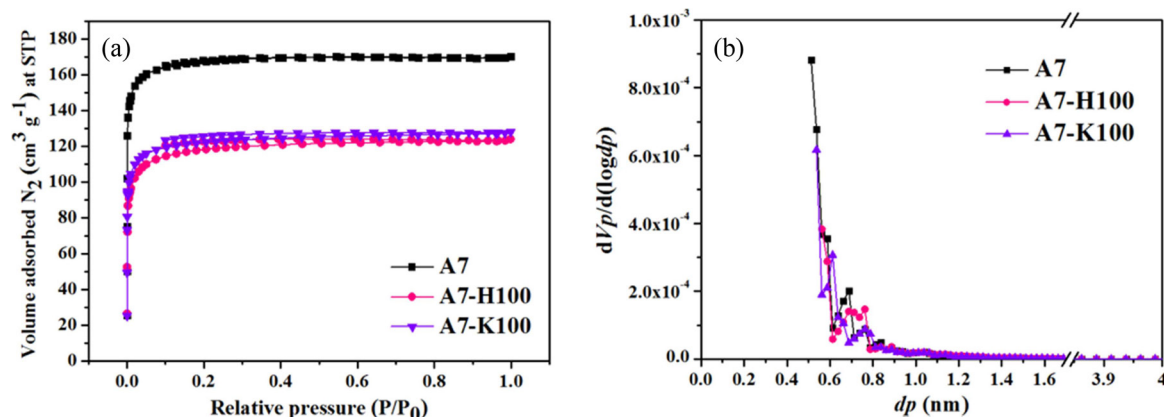 (a)
Volume adsorbed N2 (cm3 g-1) at STP
180
160
140
120
100
80
60
40
20
0
0.0
0.2
0.4
0.6
0.8
1.0
Relative pressure (P/P0)
A7
A7-H100
A7-K100
(b)
dVp/d(logdp)
1.0x10-3
8.0x10-4
6.0x10-4
4.0x10-4
2.0x10-4
0.0
0.0
0.2
0.4
0.6
0.8
1.0
1.2
1.4
1.6
3.9
4
dp (nm)
A7
A7-H100
A7-K100